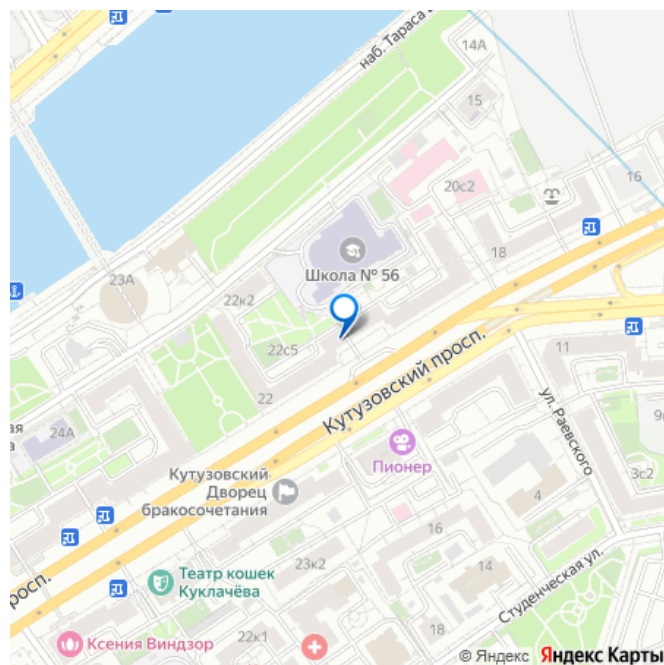 наб. Тараса
14А
15
16
20с2
18
Школа № 56
23А
22к2
22с5
Кутузовский просп.
11
22
ул. Раевского
24А
Пионер
3с2
Кутузовский
Дворец
бракосочетания
4
16
Театр кошек
Куклачёва
23к2
14
Студенческая ул.
просп.
Ксения Виндзор
22к1
18
© Яндекс Яндекс Карты